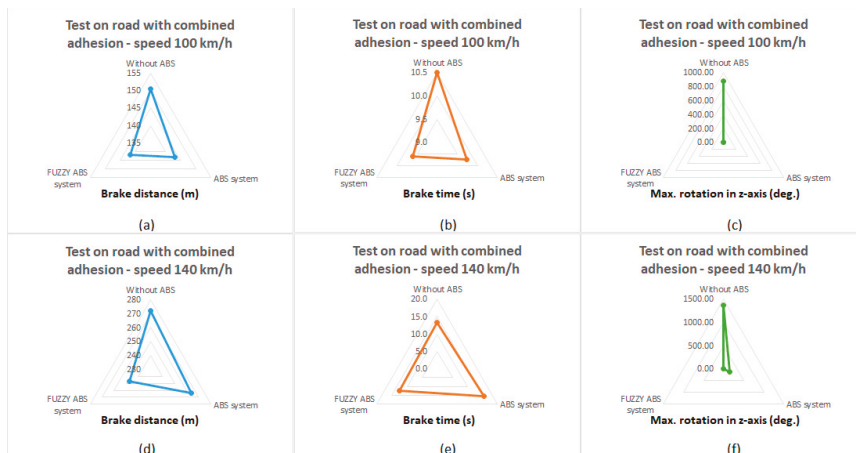 Test on road with combined
adhesion - speed 100 km/h
Without ABS
155
150
145
140
135
FUZZY ABS
system
ABS system
Brake distance (m)
(a)
Test on road with combined
adhesion - speed 100 km/h
Without ABS
10.5
10.0
9.5
9.0
FUZZY ABS
system
ABS system
Brake time (s)
(b)
Test on road with combined
adhesion - speed 100 km/h
Without ABS
1000.00
800.00
600.00
400.00
200.00
0.00
FUZZY ABS
system
ABS system
Max. rotation in z-axis (deg.)
(c)
Test on road with combined
adhesion - speed 140 km/h
Without ABS
280
270
260
250
240
230
FUZZY ABS
system
ABS system
Brake distance (m)
(d)
Test on road with combined
adhesion - speed 140 km/h
Without ABS
20.0
15.0
10.0
5.0
0.0
FUZZY ABS
system
ABS system
Brake time (s)
(e)
Test on road with combined
adhesion - speed 140 km/h
Without ABS
1500.00
1000.00
500.00
0.00
FUZZY ABS
system
ABS system
Max. rotation in z-axis (deg.)
(f)